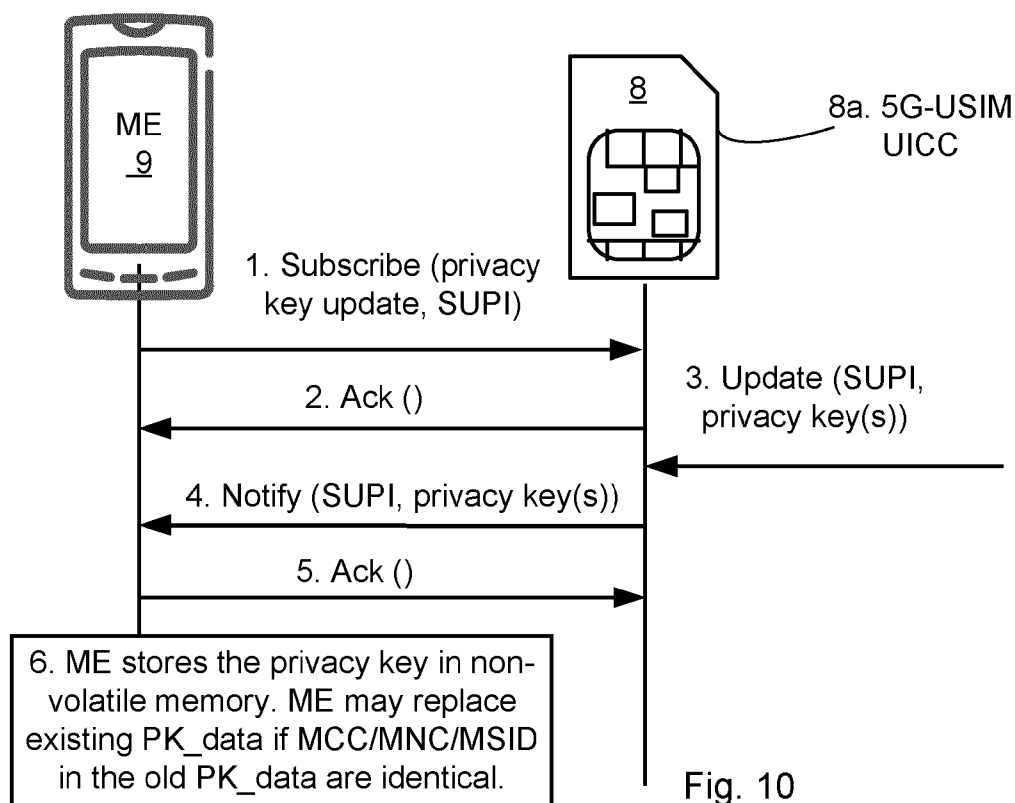 ME
9
8
8a. 5G-USIM
UICC
1. Subscribe (privacy
key update, SUPI)
2. Ack ()
3. Update (SUPI,
privacy key(s))
4. Notify (SUPI, privacy key(s))
5. Ack ()
6. ME stores the privacy key in non-
volatile memory. ME may replace
existing PK_data if MCC/MNC/MSID
in the old PK_data are identical.
Fig. 10